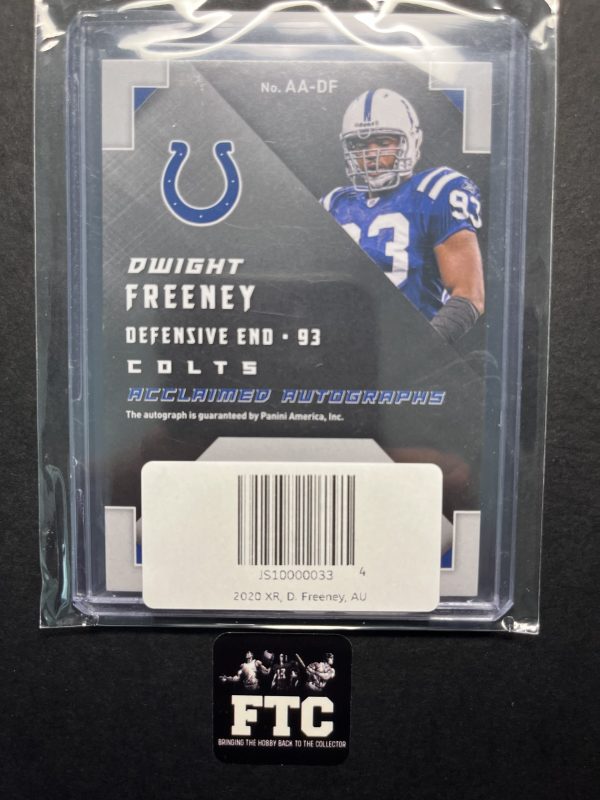 No. AA-DF
93
3
DWIGHT
FREENEY
DEFENSIVE END • 93
COLTS
ACCLAIMED AUTOGRAPHS
The autograph is guaranteed by Panini America, Inc.
JS10000033 4
2020 XR, D. Freeney, AU
FTC
BRINGING THE HOBBY BACK TO THE COLLECTOR